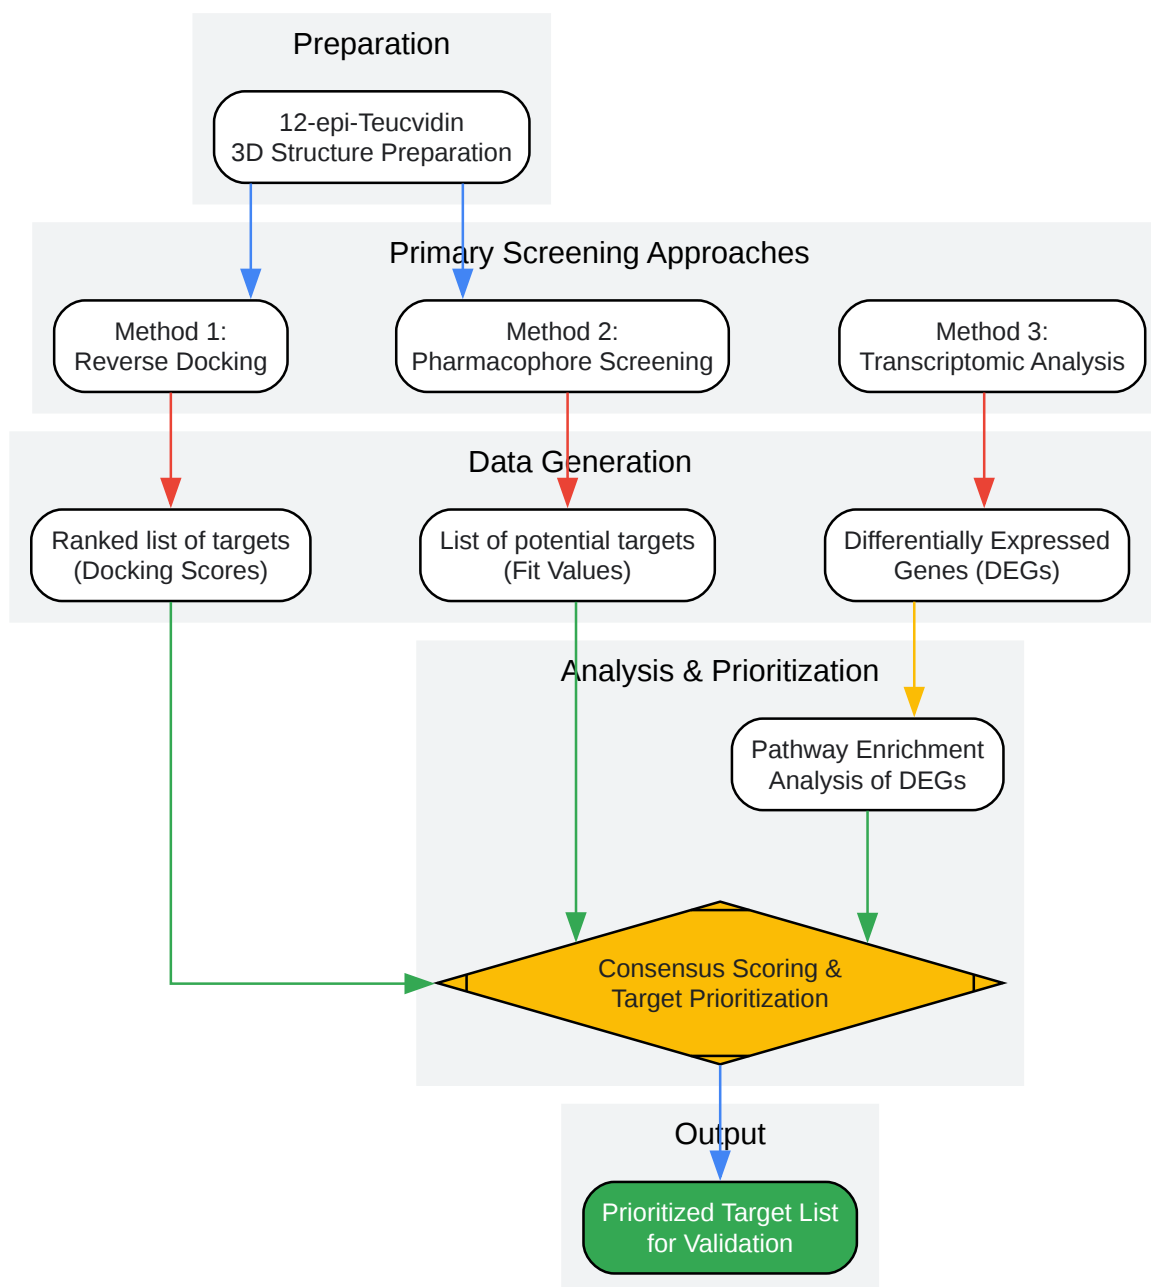 Preparation
12-epi-Teucvidin
3D Structure Preparation
Primary Screening Approaches
Method 1:
Reverse Docking
Method 2:
Pharmacophore Screening
Method 3:
Transcriptomic Analysis
Data Generation
Ranked list of targets
(Docking Scores)
List of potential targets
(Fit Values)
Differentially Expressed
Genes (DEGs)
Analysis & Prioritization
Pathway Enrichment
Analysis of DEGs
Consensus Scoring &
Target Prioritization
Output
Prioritized Target List
for Validation